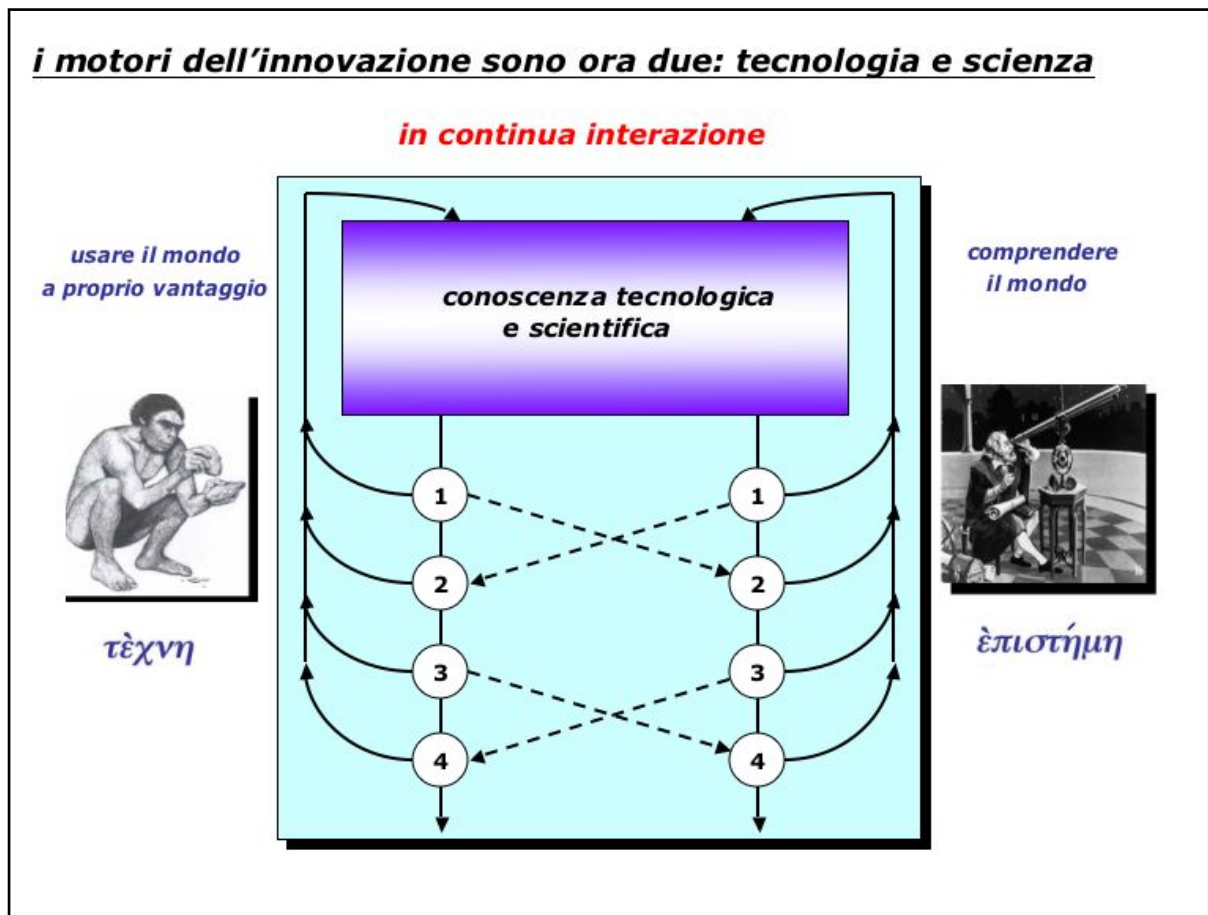 i motori dell’innovazione sono ora due: tecnologia e scienza
in continua interazione
usare il mondo
a proprio vantaggio
conoscenza tecnologica
e scientifica
comprendere
il mondo
1
1
2
2
3
3
4
4
τὲχνη
ὲπιστήμη